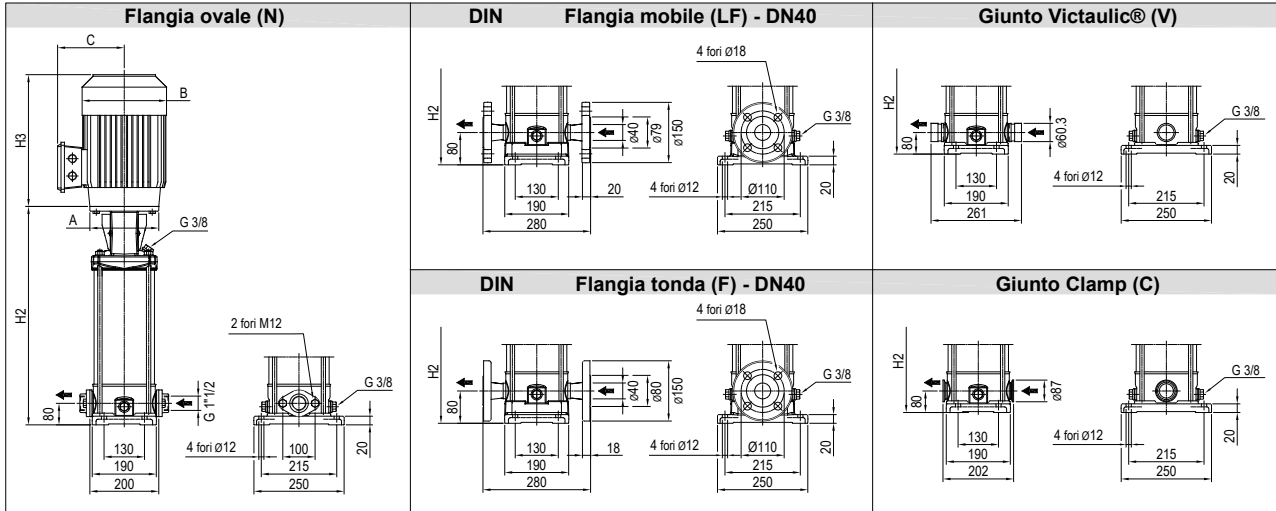 Flangia ovale (N)
C
B
H3
A
G 3/8
H2
2 fori M12
G 3/8
80
G 1"1/2
130
190
200
4 fori Ø12
100
215
250
20
DIN Flangia mobile (LF) - DN40
4 fori Ø18
H2
80
ø40
ø79
ø150
G 3/8
130
190
280
20
4 fori Ø12
Ø110
215
250
20
Giunto Victaulic® (V)
H2
80
ø60.3
G 3/8
130
190
261
4 fori Ø12
215
250
20
DIN Flangia tonda (F) - DN40
4 fori Ø18
H2
80
ø40
ø80
ø150
G 3/8
130
190
280
18
4 fori Ø12
Ø110
215
250
20
Giunto Clamp (C)
H2
80
ø87
G 3/8
130
190
202
4 fori Ø12
215
250
20